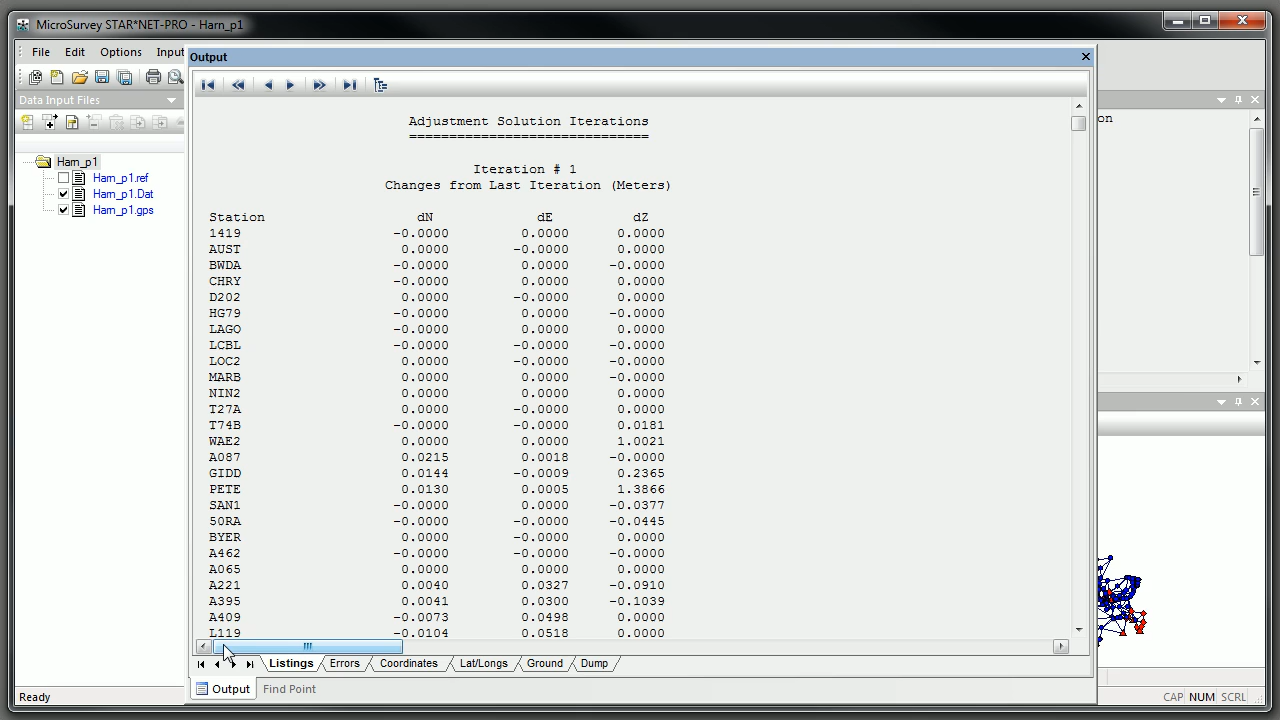 MicroSurvey STAR*NET-PRO - Harn_p1
File Edit Options Input
Output
Data Input Files
Harn_p1
Harn_p1.ref
Harn_p1.Dat
Harn_p1.gps
Adjustment Solution Iterations
==============================
Iteration # 1
Changes from Last Iteration (Meters)
Station dN dE dZ
1419 -0.0000 0.0000 0.0000
AUST 0.0000 -0.0000 0.0000
BWDA -0.0000 0.0000 -0.0000
CHRY -0.0000 0.0000 0.0000
D202 0.0000 -0.0000 0.0000
HG79 -0.0000 0.0000 -0.0000
LAGO -0.0000 0.0000 0.0000
LCBL -0.0000 -0.0000 -0.0000
LOC2 0.0000 -0.0000 -0.0000
MARB 0.0000 0.0000 -0.0000
NIN2 0.0000 0.0000 0.0000
T27A 0.0000 -0.0000 0.0000
T74B -0.0000 -0.0000 0.0181
WAE2 0.0000 0.0000 1.0021
A087 0.0215 0.0018 -0.0000
GIDD 0.0144 -0.0009 0.2365
PETE 0.0130 0.0005 1.3866
SAN1 -0.0000 0.0000 -0.0377
50RA -0.0000 -0.0000 -0.0445
BYER 0.0000 -0.0000 0.0000
A462 -0.0000 -0.0000 -0.0000
A065 0.0000 0.0000 0.0000
A221 0.0040 0.0327 -0.0910
A395 0.0041 0.0300 -0.1039
A409 -0.0073 0.0498 0.0000
L119 -0.0104 0.0518 0.0000
Listings Errors Coordinates Lat/Longs Ground Dump
Output Find Point
Ready
CAP NUM SCRL